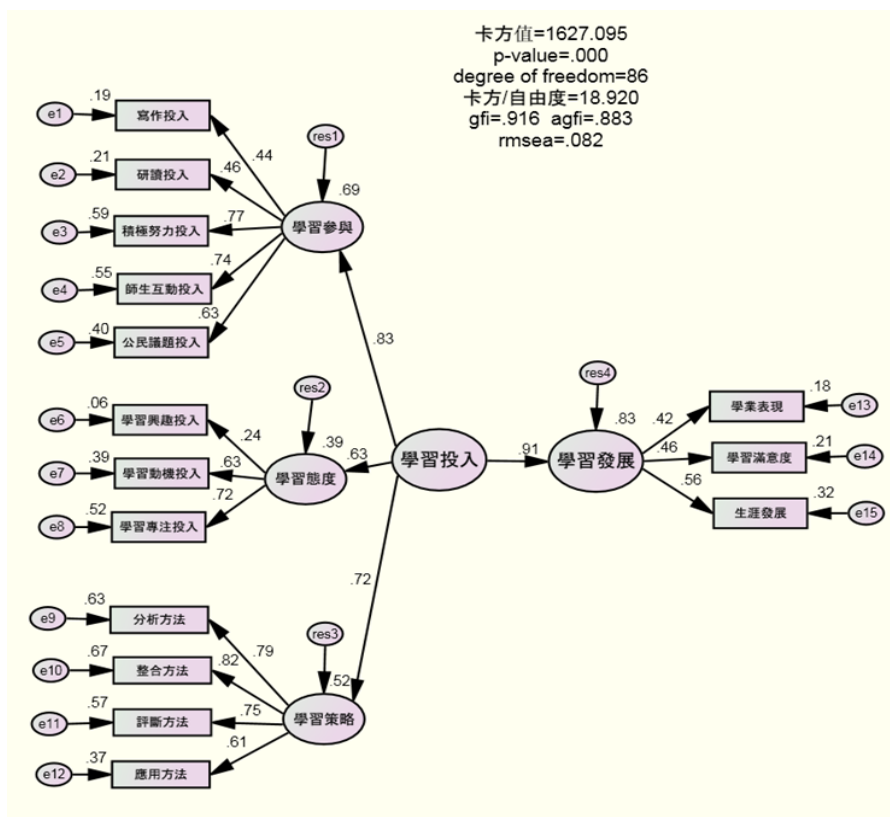 卡方值=1627.095
p-value=.000
degree of freedom=86
卡方/自由度=18.920
gfi=.916 agfi=.883
rmsea=.082
e1
.19
寫作投入
.44
e2
.21
研讀投入
.46
e3
.59
積極努力投入
.77
e4
.55
師生互動投入
.74
e5
.40
公民議題投入
.63
res1
.69
學習參與
.83
e6
.06
學習興趣投入
.24
e7
.39
學習動機投入
.63
e8
.52
學習專注投入
.72
res2
.39
學習態度
.63
學習投入
.91
res4
.83
學習發展
.42
學業表現
.18
e13
.46
學習滿意度
.21
e14
.56
生涯發展
.32
e15
.72
e9
.63
分析方法
.79
e10
.67
整合方法
.82
e11
.57
評斷方法
.75
e12
.37
應用方法
.61
res3
.52
學習策略